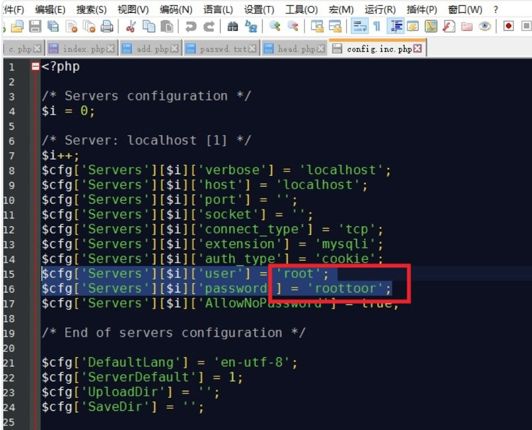 件(F) 编辑(E) 搜索(S) 视图(V) 编码(N) 语言(L) 设置(T) 工具(O) 宏(M) 运行(R) 插件(P) 窗口(W) ?
c.php index.php add.php passwd.txt head.php config.inc.php
1 <?php
2
3 /* Servers configuration */
4 $i = 0;
5
6 /* Server: localhost [1] */
7 $i++;
8 $cfg['Servers'][$i]['verbose'] = 'localhost';
9 $cfg['Servers'][$i]['host'] = 'localhost';
10 $cfg['Servers'][$i]['port'] = '';
11 $cfg['Servers'][$i]['socket'] = '';
12 $cfg['Servers'][$i]['connect_type'] = 'tcp';
13 $cfg['Servers'][$i]['extension'] = 'mysqli';
14 $cfg['Servers'][$i]['auth_type'] = 'cookie';
15 $cfg['Servers'][$i]['user'] = 'root';
16 $cfg['Servers'][$i]['password'] = 'roottoor';
17 $cfg['Servers'][$i]['AllowNoPassword'] = true;
18
19 /* End of servers configuration */
20
21 $cfg['DefaultLang'] = 'en-utf-8';
22 $cfg['ServerDefault'] = 1;
23 $cfg['UploadDir'] = '';
24 $cfg['SaveDir'] = '';
25